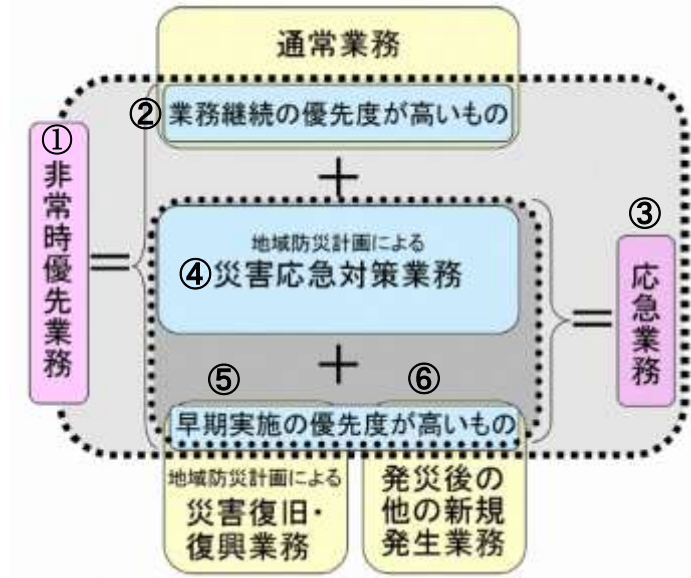 通常業務
②業務継続の優先度が高いもの
①
非常時優先業務
＋
＝
地域防災計画による
④災害応急対策業務
③
応急業務
＝
＋
⑤
⑥
早期実施の優先度が高いもの
地域防災計画による
災害復旧・
復興業務
発災後の
他の新規
発生業務